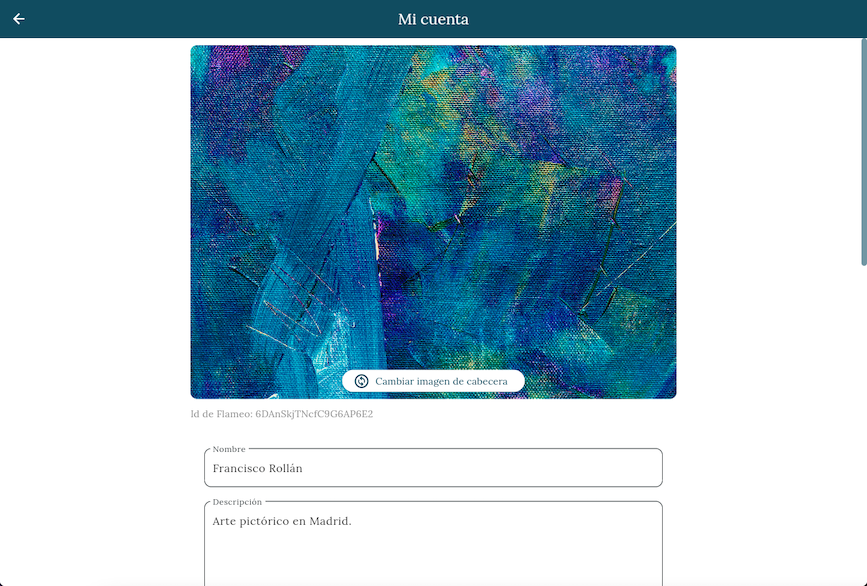 Mi cuenta
Cambiar imagen de cabecera
Id de Flameo: 6DAnSkjTNcfC9G6AP6E2
Nombre
Francisco Rollán
Descripción
Arte pictórico en Madrid.